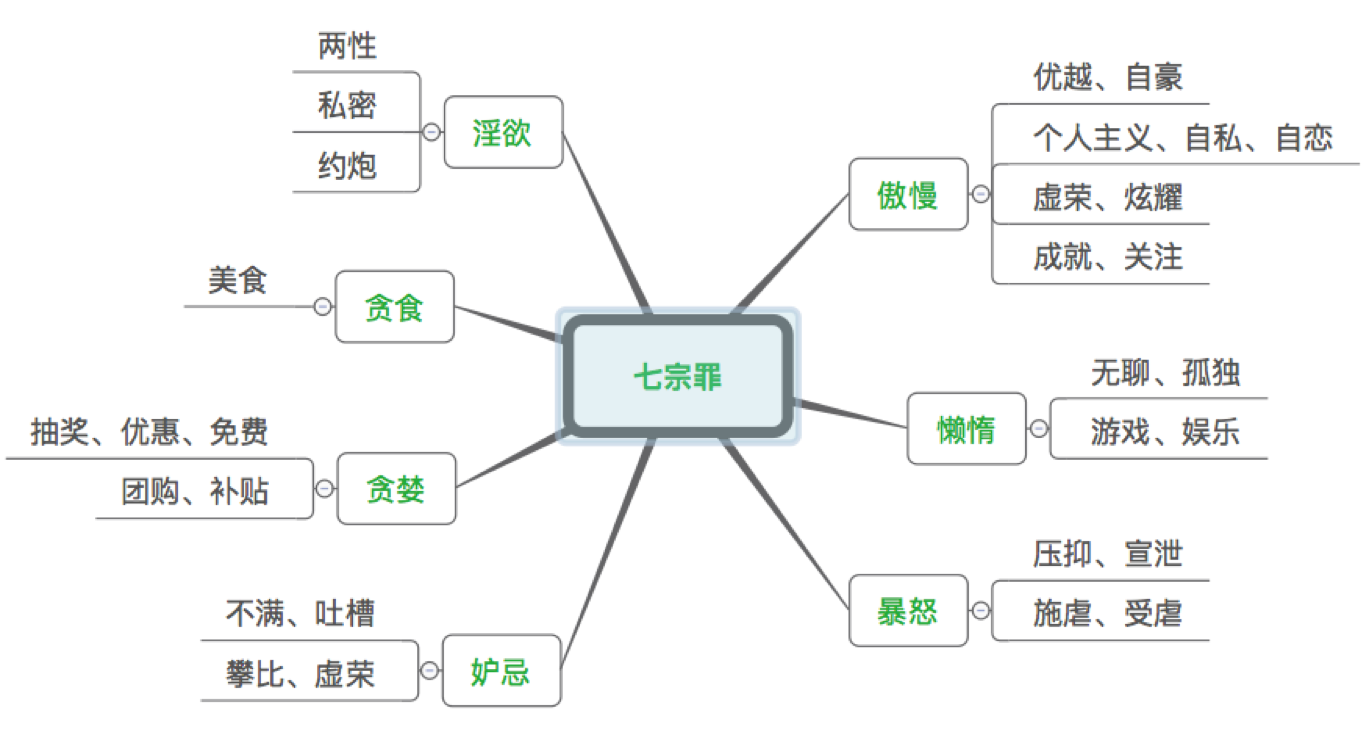 七宗罪
傲慢
优越、自豪
个人主义、自私、自恋
虚荣、炫耀
成就、关注
懒惰
无聊、孤独
游戏、娱乐
暴怒
压抑、宣泄
施虐、受虐
淫欲
两性
私密
约炮
贪食
美食
贪婪
抽奖、优惠、免费
团购、补贴
妒忌
不满、吐槽
攀比、虚荣